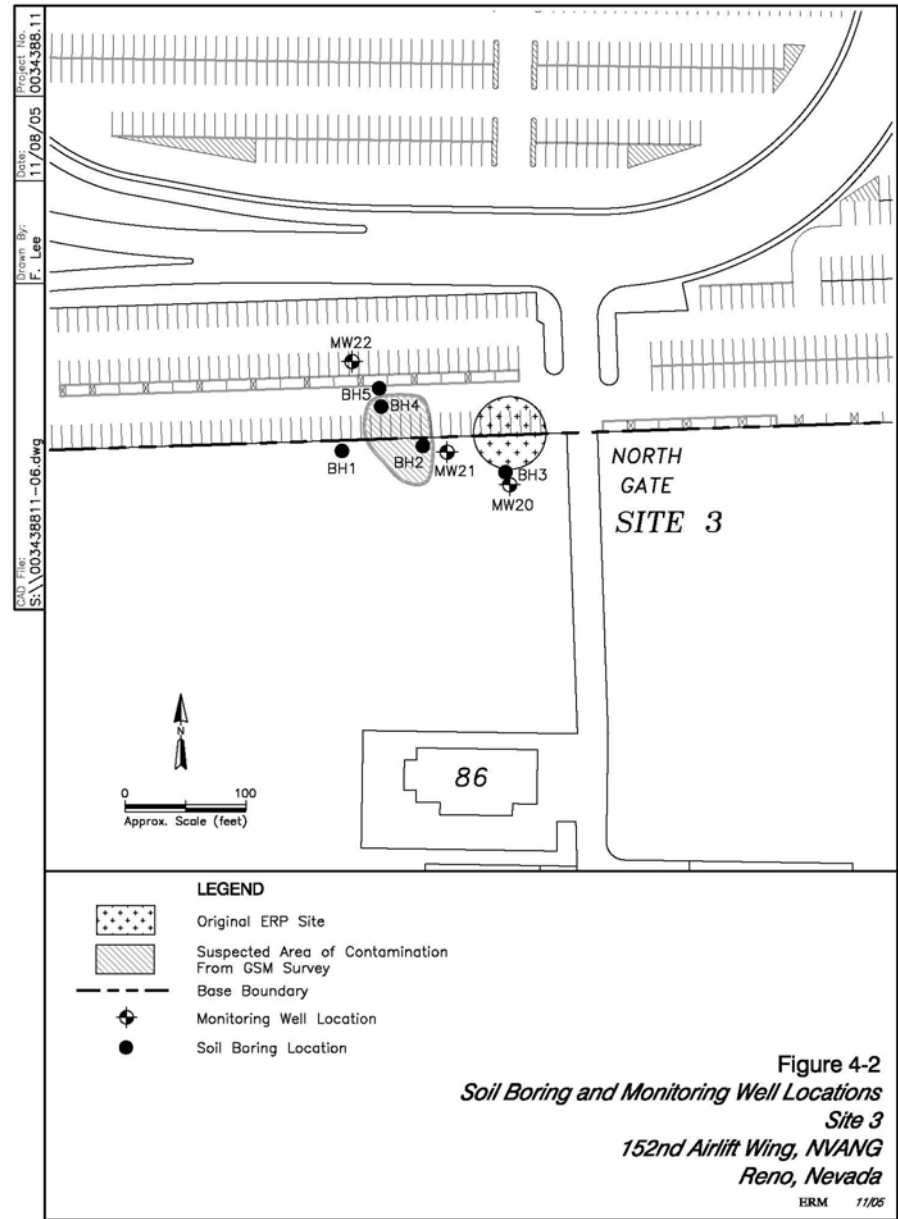 Project No.
0034388.11
Date:
11/08/05
Drawn By:
F. Lee
CAD File:
S:\\003438811-06.dwg
MW22
BH5
BH4
BH1
BH2
MW21
BH3
MW20
NORTH
GATE
SITE 3
N
0 100
Approx. Scale (feet)
86
LEGEND
Original ERP Site
Suspected Area of Contamination
From GSM Survey
Base Boundary
Monitoring Well Location
Soil Boring Location
Figure 4-2
Soil Boring and Monitoring Well Locations
Site 3
152nd Airlift Wing, NVANG
Reno, Nevada
ERM 11/05